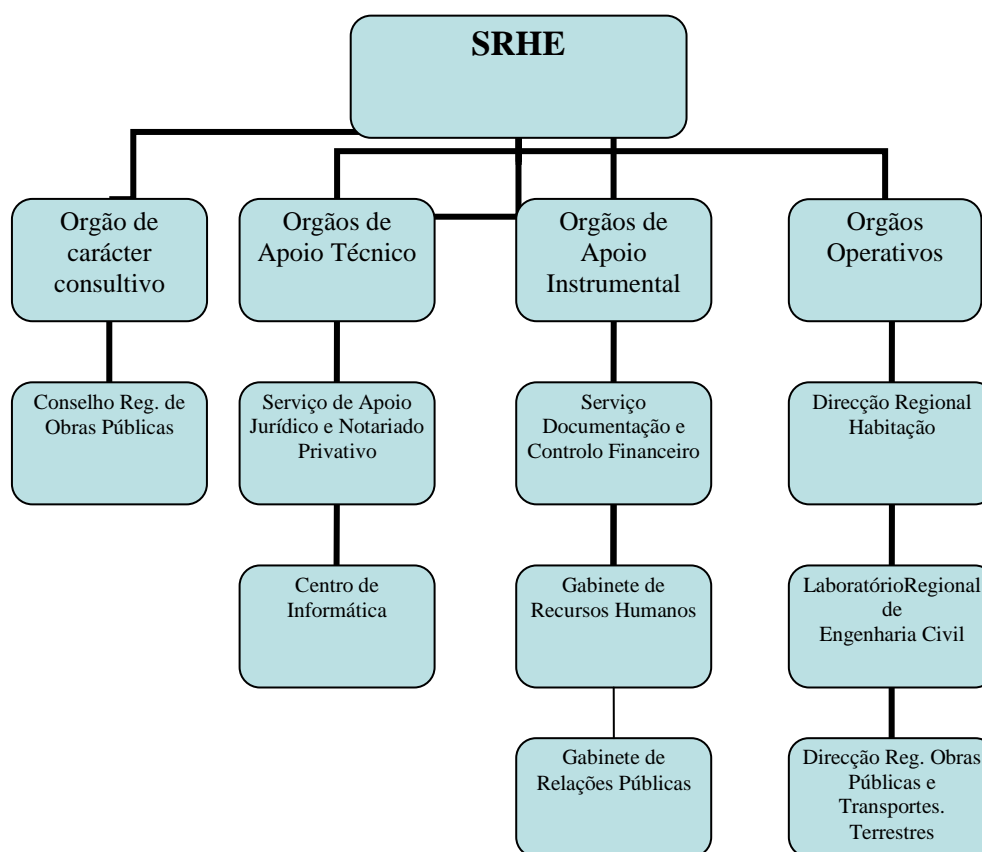 SRHE
Orgão de
carácter
consultivo
Orgãos de
Apoio Técnico
Orgãos de
Apoio
Instrumental
Orgãos
Operativos
Conselho Reg. de
Obras Públicas
Serviço de Apoio
Jurídico e Notariado
Privativo
Serviço
Documentação e
Controlo Financeiro
Direcção Regional
Habitação
Centro de
Informática
Gabinete de
Recursos Humanos
LaboratórioRegional
de
Engenharia Civil
Gabinete de
Relações Públicas
Direcção Reg. Obras
Públicas e
Transportes.
Terrestres